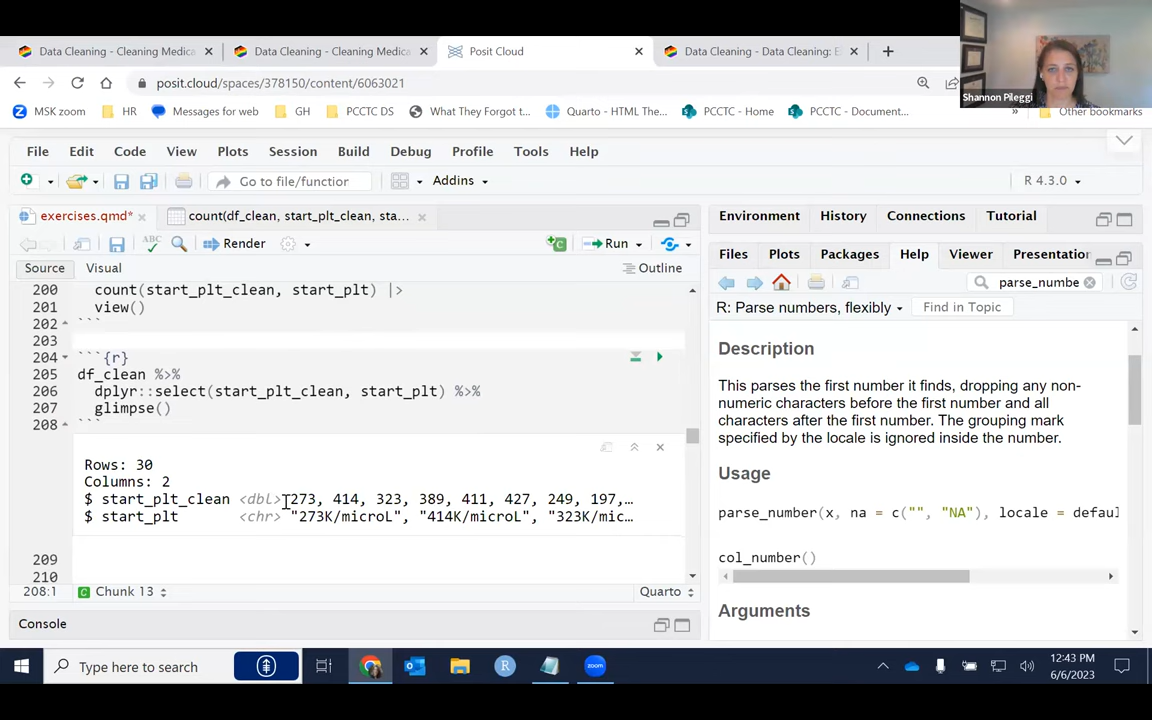 Data Cleaning - Cleaning Medica
Data Cleaning - Cleaning Medica
Posit Cloud
Data Cleaning - Data Cleaning: E
posit.cloud/spaces/378150/content/6063021
Shannon Pileggi
MSK zoom
HR
Messages for web
GH
PCCTC DS
What They Forgot t...
Quarto - HTML The...
PCCTC - Home
PCCTC - Document...
»
Other bookmarks
File Edit Code View Plots Session Build Debug Profile Tools Help
Go to file/functior
Addins
R 4.3.0
exercises.qmd*
count(df_clean, start_plt_clean, sta...
ABC
Render
Run
Source
Visual
Outline
200 count(start_plt_clean, start_plt) |>
201 view()
202 ```
203
204 ```{r}
205 df_clean %>%
206 dplyr::select(start_plt_clean, start_plt) %>%
207 glimpse()
208 ```
Rows: 30
Columns: 2
$ start_plt_clean <dbl> 273, 414, 323, 389, 411, 427, 249, 197,…
$ start_plt <chr> "273K/microL", "414K/microL", "323K/mic…
209
210
208:1
C Chunk 13
Quarto
Console
Environment History Connections Tutorial
Files Plots Packages Help Viewer Presentatio
parse_numbe
R: Parse numbers, flexibly
Find in Topic
Description
This parses the first number it finds, dropping any non-
numeric characters before the first number and all
characters after the first number. The grouping mark
specified by the locale is ignored inside the number.
Usage
parse_number(x, na = c("", "NA"), locale = defaul
col_number()
Arguments
Type here to search
R
zoom
12:43 PM
6/6/2023